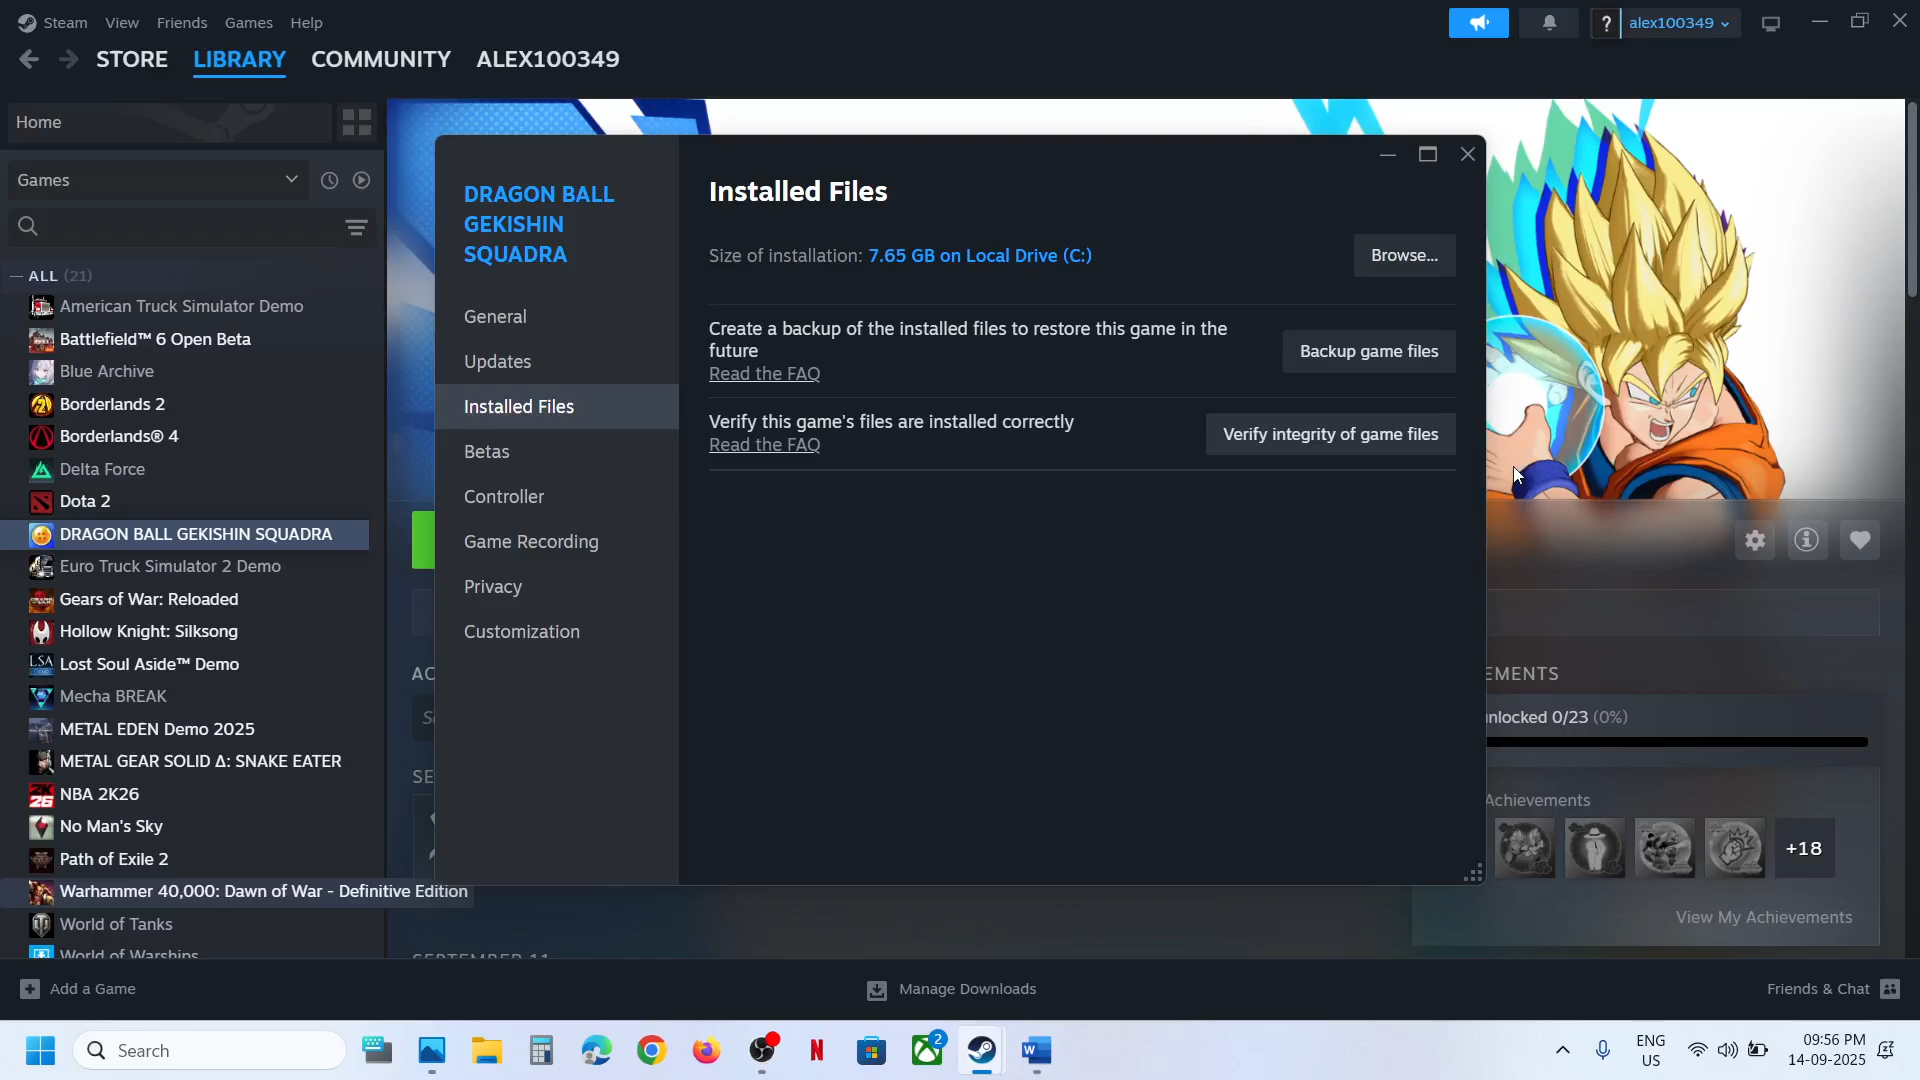 Steam View Friends Games Help
? alex100349
STORE LIBRARY COMMUNITY ALEX100349
Home
Games
— ALL (21)
American Truck Simulator Demo
Battlefield™ 6 Open Beta
Blue Archive
Borderlands 2
Borderlands® 4
Delta Force
Dota 2
DRAGON BALL GEKISHIN SQUADRA
Euro Truck Simulator 2 Demo
Gears of War: Reloaded
Hollow Knight: Silksong
Lost Soul Aside™ Demo
Mecha BREAK
METAL EDEN Demo 2025
METAL GEAR SOLID Δ: SNAKE EATER
NBA 2K26
No Man's Sky
Path of Exile 2
Warhammer 40,000: Dawn of War - Definitive Edition
World of Tanks
World of Warships
DRAGON BALL
GEKISHIN
SQUADRA
General
Updates
Installed Files
Betas
Controller
Game Recording
Privacy
Customization
Installed Files
Size of installation: 7.65 GB on Local Drive (C:)
Browse...
Create a backup of the installed files to restore this game in the
future
Read the FAQ
Backup game files
Verify this game's files are installed correctly
Read the FAQ
Verify integrity of game files
AC
SE
SEPTEMBER 11
EMENTS
nlocked 0/23 (0%)
Achievements
+18
View My Achievements
Add a Game
Manage Downloads
Friends & Chat
Search
2
ENG
US
09:56 PM
14-09-2025